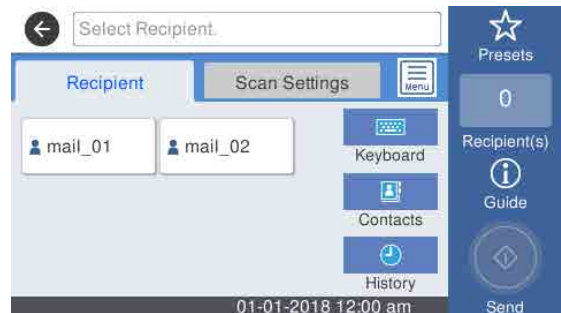 Select Recipient.
Presets
Recipient
Scan Settings
Menu
0
Recipient(s)
mail_01
mail_02
Keyboard
Guide
Contacts
History
01-01-2018 12:00 am
Send